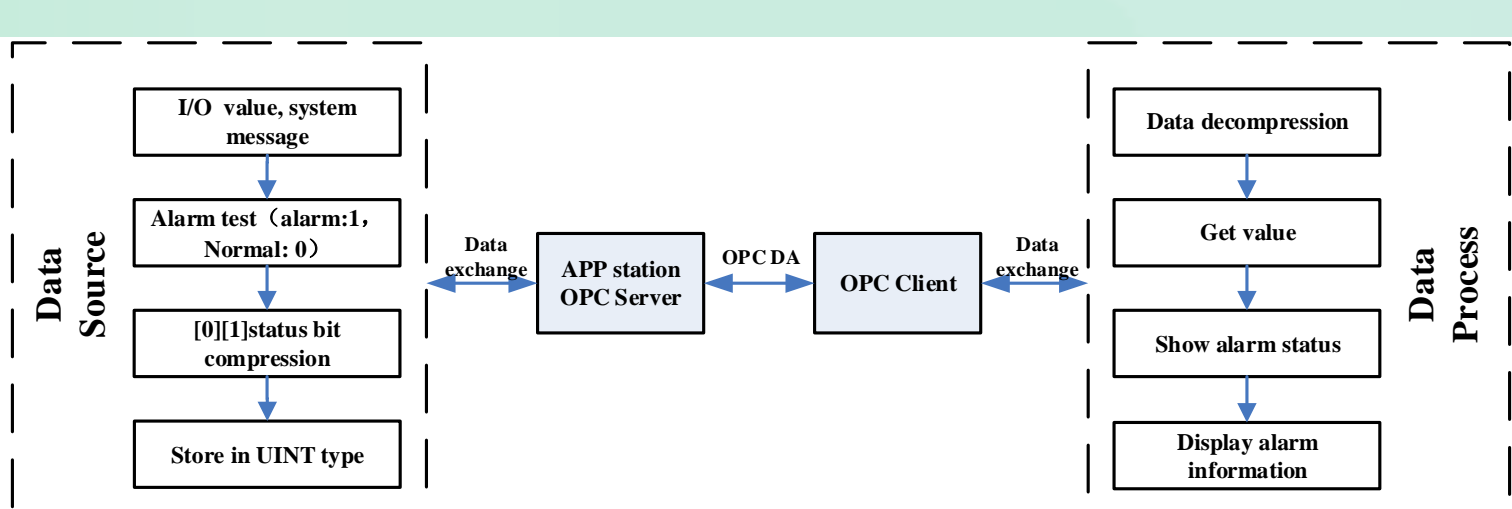 Data
Source
I/O  value, system
message
Alarm test（alarm:1，
Normal: 0）
[0][1]status bit
compression
Store in UINT type
Data
exchange
APP station
OPC Server
OPC DA
OPC Client
Data
exchange
Data decompression
Get value
Show alarm status
Display alarm
information
Data
Process